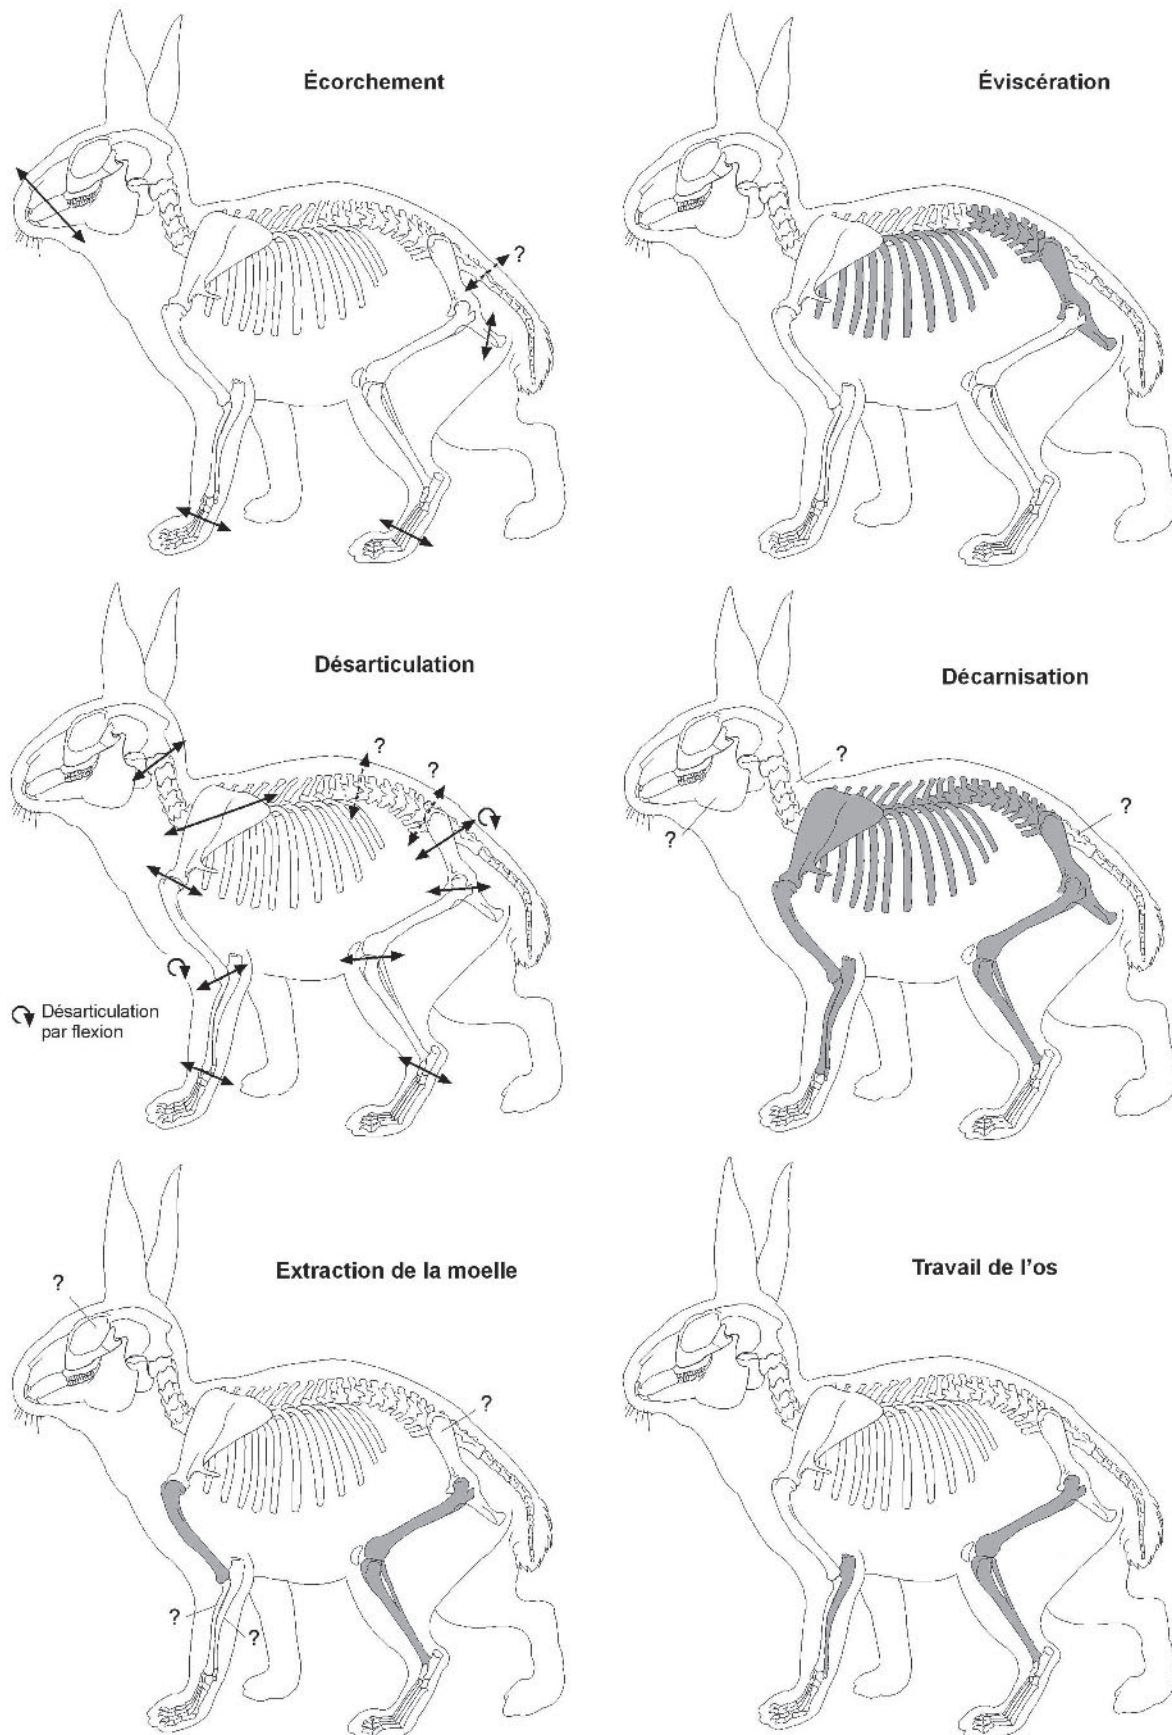 Écorchement
Éviscération
?
Désarticulation
Décarnisation
?
?
?
?
?
Désarticulation
par flexion
Extraction de la moelle
Travail de l'os
?
?
?
?